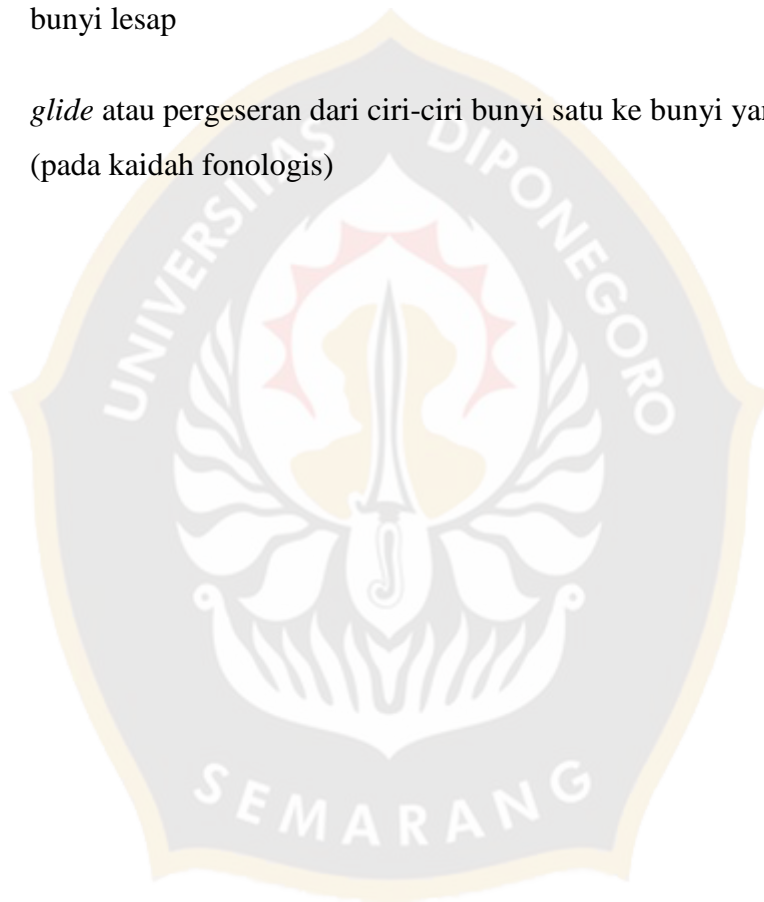 bunyi lesap
glide atau pergeseran dari ciri-ciri bunyi satu ke bunyi
(pada kaidah fonologis)
UNIVERSITAS DIPONEGORO
SEMARANG